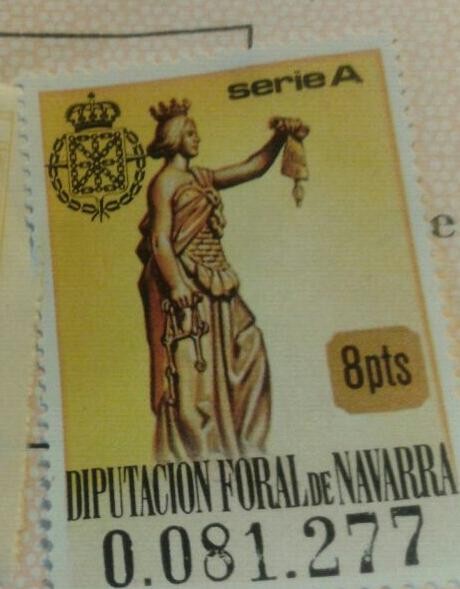 serie A
e
8pts
DIPUTACION FORAL DE NAVARRA
0.081.277